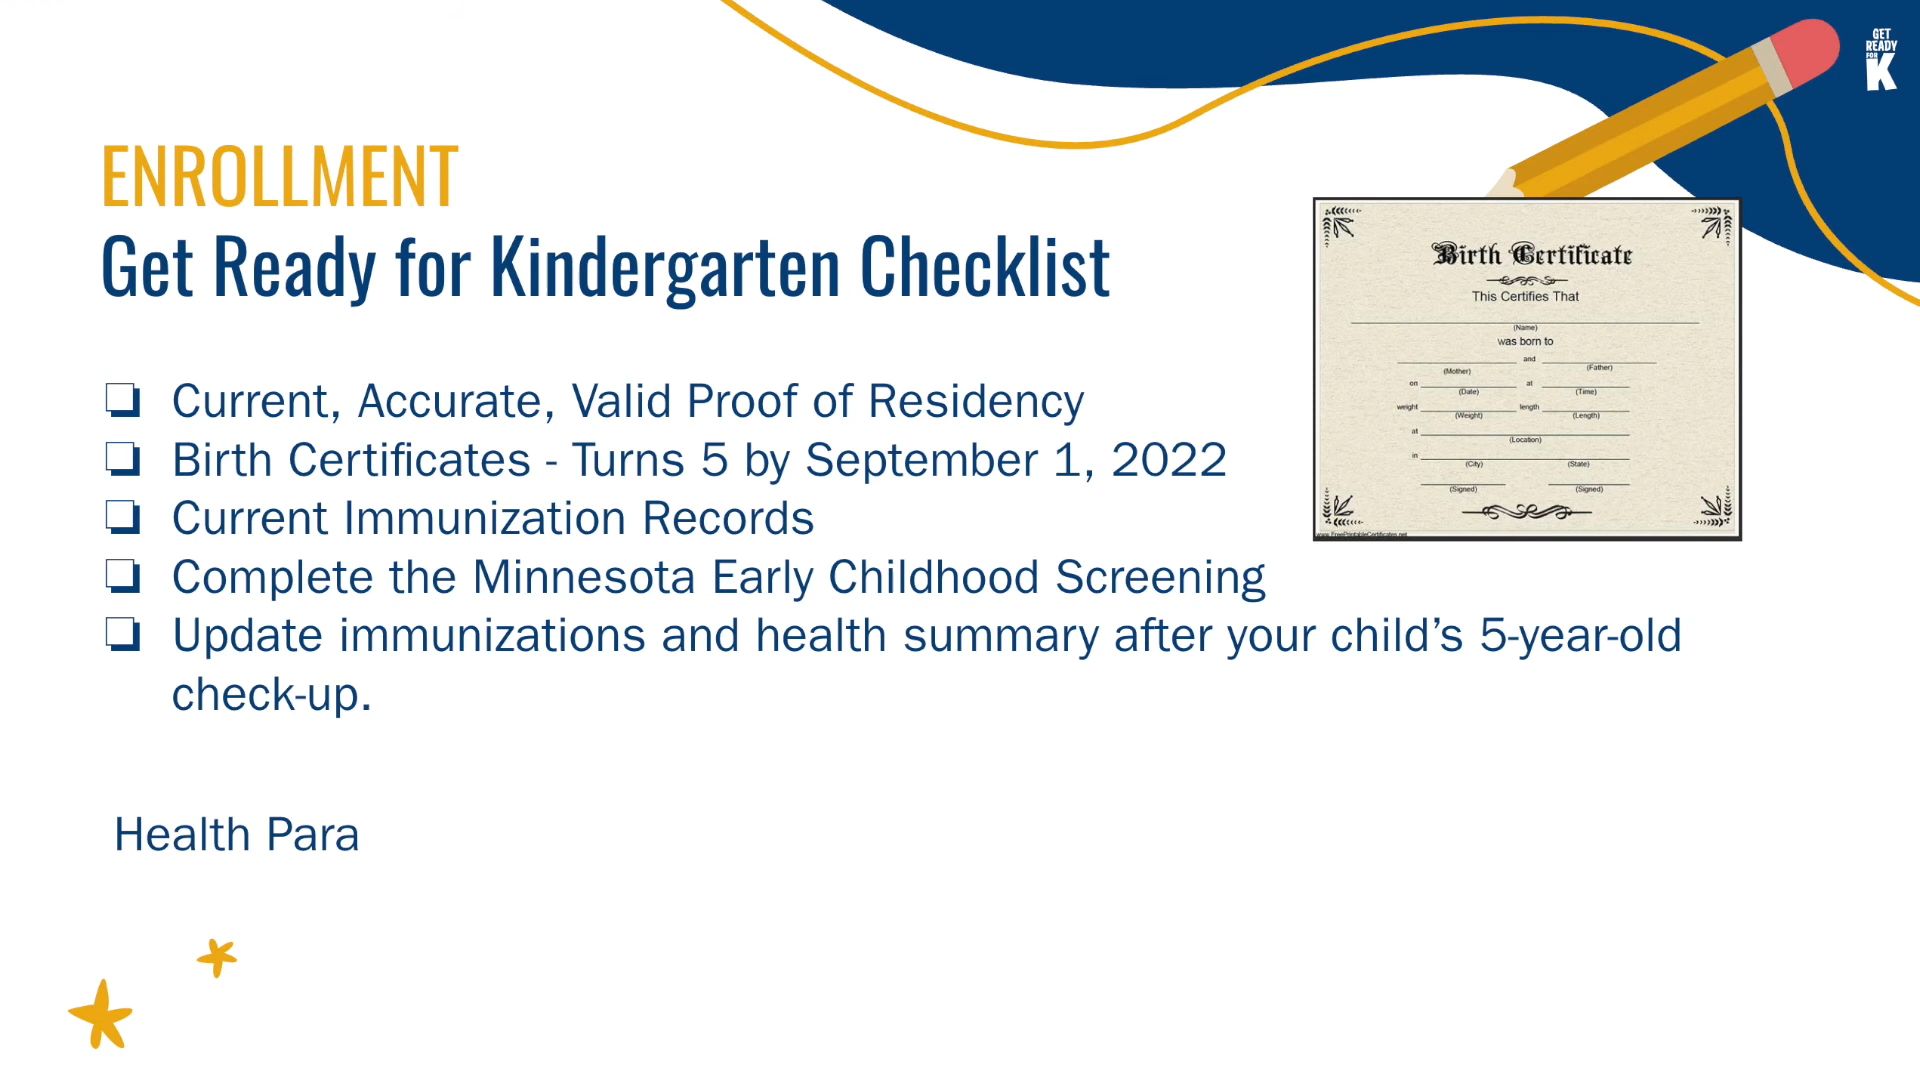 GET
READY
FOR
K
ENROLLMENT
Get Ready for Kindergarten Checklist
❏ Current, Accurate, Valid Proof of Residency
❏ Birth Certificates - Turns 5 by September 1, 2022
❏ Current Immunization Records
❏ Complete the Minnesota Early Childhood Screening
❏ Update immunizations and health summary after your child’s 5-year-old
check-up.
Health Para
Birth Certificate
This Certifies That
(Name)
was born to
and
(Mother) (Father)
on at
(Date) (Time)
weight length
(Weight) (Length)
at
(Location)
in
(City) (State)
(Signed) (Signed)
www.FreePrintableCertificates.net